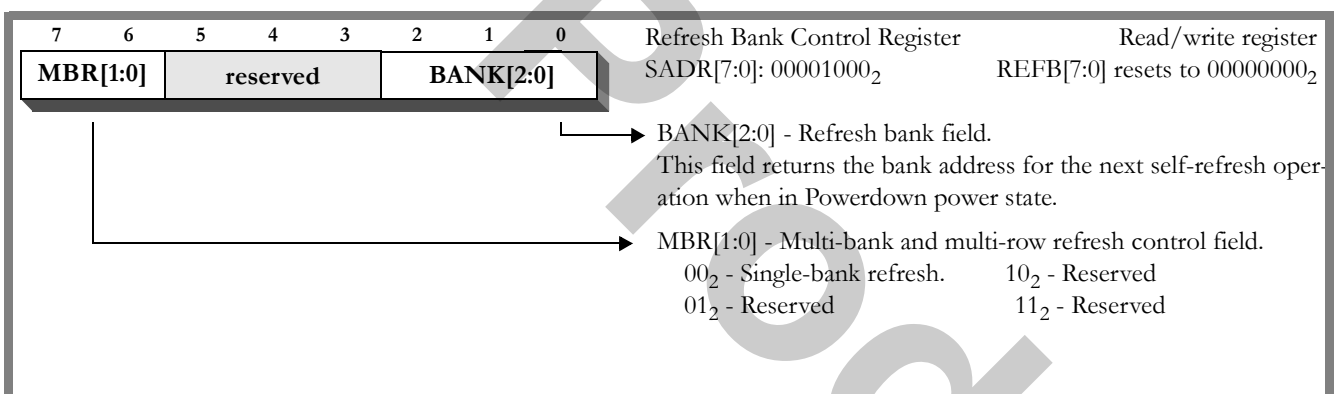 7 6 5 4 3 2 1 0
MBR[1:0] reserved BANK[2:0]
Refresh Bank Control Register Read/write register
SADR[7:0]: 00001000₂ REFB[7:0] resets to 00000000₂
BANK[2:0] - Refresh bank field.
This field returns the bank address for the next self-refresh oper-
ation when in Powerdown power state.
MBR[1:0] - Multi-bank and multi-row refresh control field.
00₂ - Single-bank refresh. 10₂ - Reserved
01₂ - Reserved 11₂ - Reserved